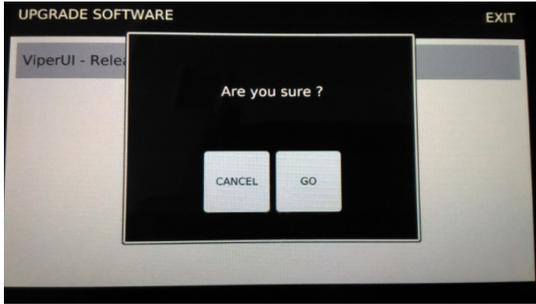 UPGRADE SOFTWARE EXIT
ViperUI - Relea
Are you sure ?
CANCEL GO